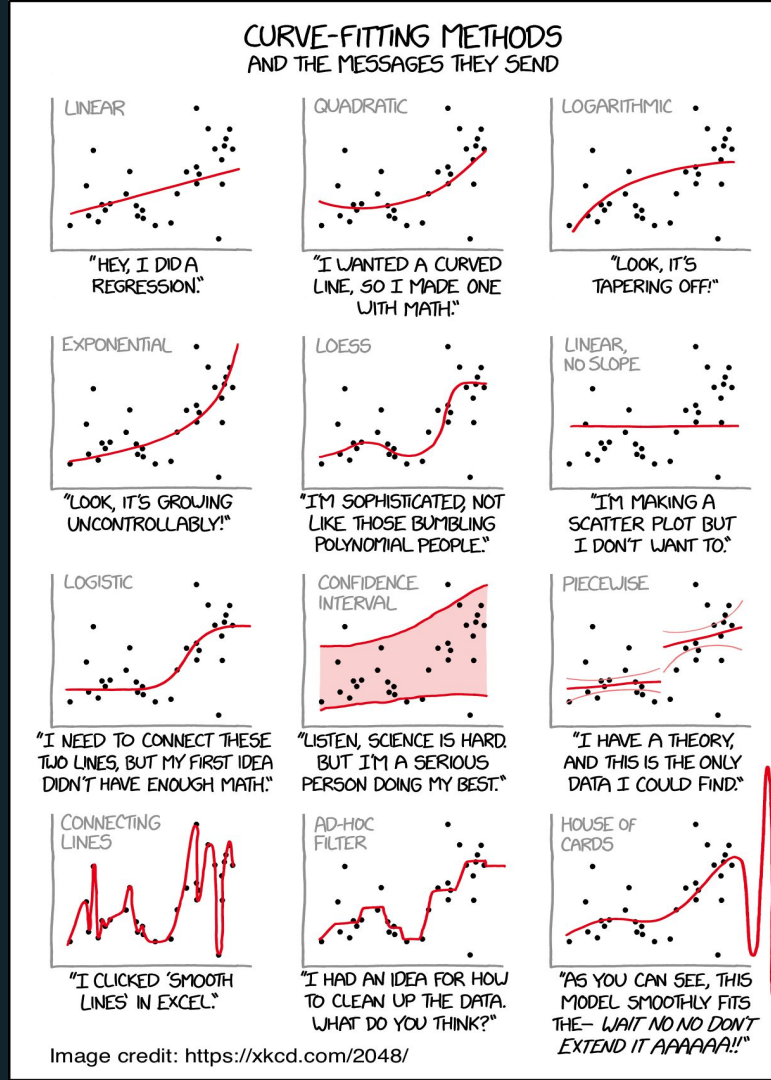 CURVE-FITTING METHODS
AND THE MESSAGES THEY SEND
LINEAR
"HEY, I DID A
REGRESSION."
QUADRATIC
"I WANTED A CURVED
LINE, SO I MADE ONE
WITH MATH."
LOGARITHMIC
"LOOK, IT'S
TAPERING OFF!"
EXPONENTIAL
"LOOK, IT'S GROWING
UNCONTROLLABLY!"
LOESS
"I'M SOPHISTICATED, NOT
LIKE THOSE BUMBLING
POLYNOMIAL PEOPLE."
LINEAR,
NO SLOPE
"I'M MAKING A
SCATTER PLOT BUT
I DON'T WANT TO."
LOGISTIC
"I NEED TO CONNECT THESE
TWO LINES, BUT MY FIRST IDEA
DIDN'T HAVE ENOUGH MATH."
CONFIDENCE
INTERVAL
"LISTEN, SCIENCE IS HARD.
BUT I'M A SERIOUS
PERSON DOING MY BEST."
PIECEWISE
"I HAVE A THEORY,
AND THIS IS THE ONLY
DATA I COULD FIND."
CONNECTING
LINES
"I CLICKED 'SMOOTH
LINES' IN EXCEL."
AD-HOC
FILTER
"I HAD AN IDEA FOR HOW
TO CLEAN UP THE DATA.
WHAT DO YOU THINK?"
HOUSE OF
CARDS
"AS YOU CAN SEE, THIS
MODEL SMOOTHLY FITS
THE- WAIT NO NO DON'T
EXTEND IT AAAAAA!!"
Image credit: https://xkcd.com/2048/